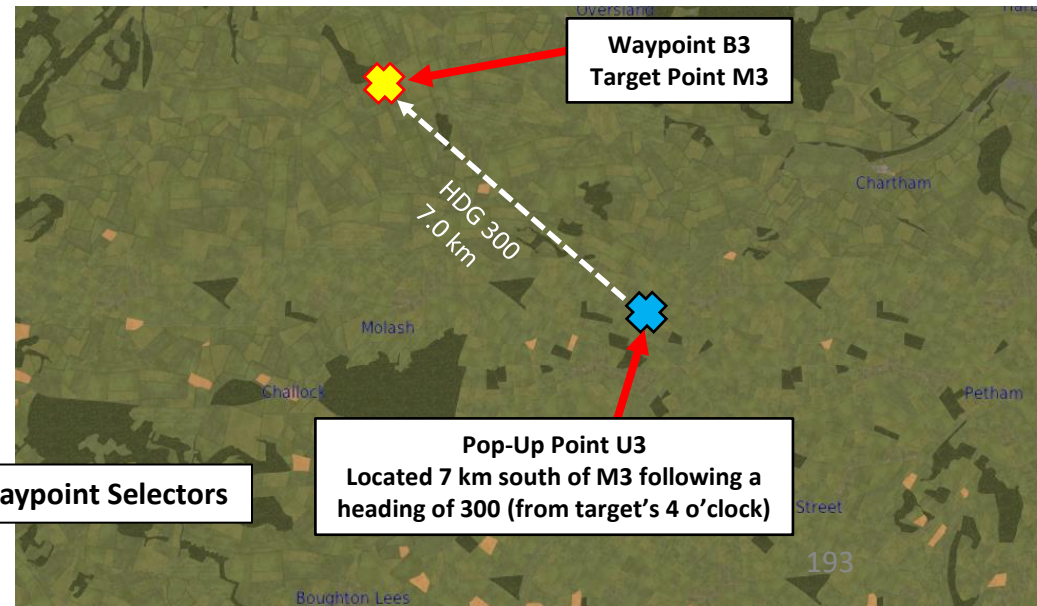 Oversland
Waypoint B3
Target Point M3
HDG 300
7.0 km
Chartham
Molash
Challock
Petham
Pop-Up Point U3
Located 7 km south of M3 following a
heading of 300 (from target's 4 o'clock)
aypoint Selectors
Street
193
Boughton Lees